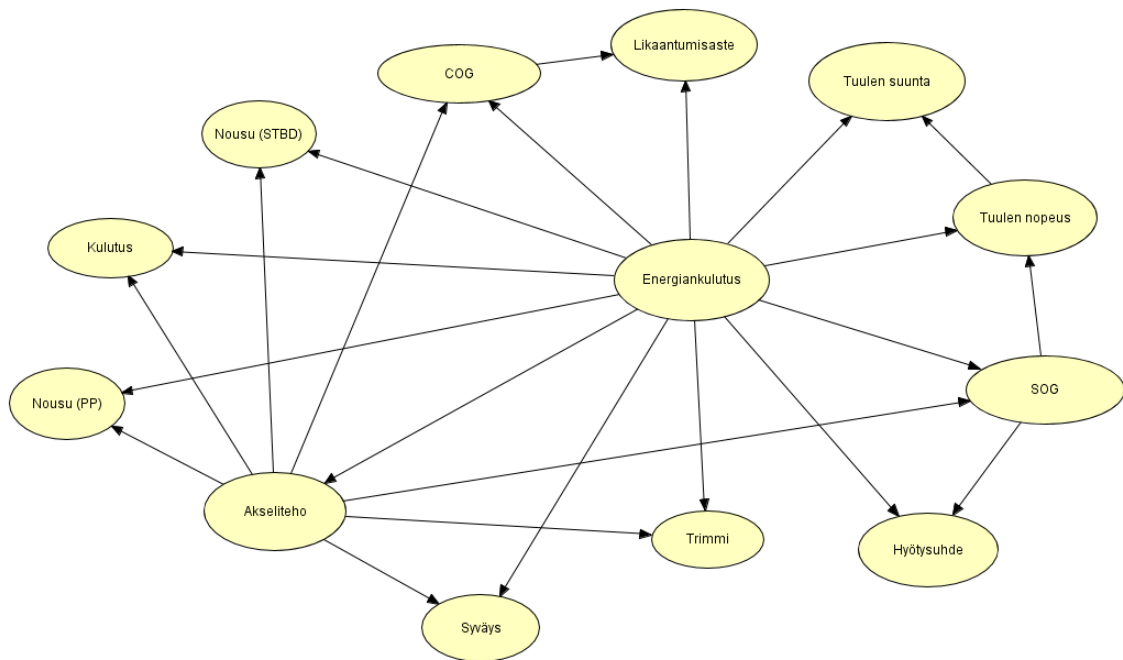 Likaantumisaste
COG
Tuulen suunta
Nousu (STBD)
Tuulen nopeus
Kulutus
Energiankulutus
SOG
Nousu (PP)
Akseliteho
Trimmi
Hyötysuhde
Syväys